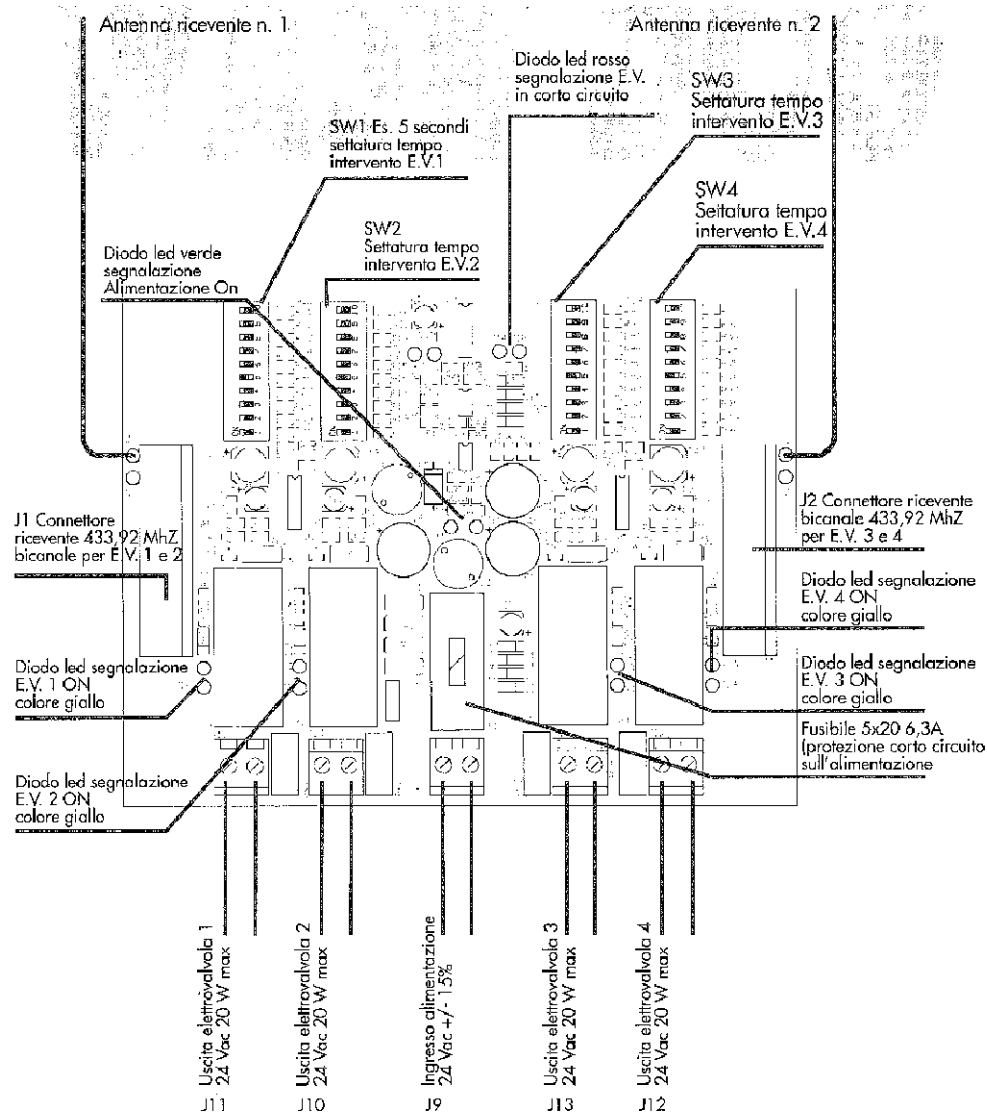 Antenna ricevente n. 1
Antenna ricevente n. 2
Diodo led rosso
segnalazione E.V.
in corto circuito
SW3
Settatura tempo
intervento E.V.3
SW1 Es. 5 secondi
settatura tempo
intervento E.V.1
SW4
Settatura tempo
intervento E.V.4
SW2
Settatura tempo
intervento E.V.2
Diodo led verde
segnalazione
Alimentazione On
J1 Connettore
ricevente 433,92 MhZ
bicanale per E.V. 1 e 2
J2 Connettore ricevente
bicanale 433,92 MhZ
per E.V. 3 e 4
Diodo led segnalazione
E.V. 4 ON
colore giallo
Diodo led segnalazione
E.V. 1 ON
colore giallo
Diodo led segnalazione
E.V. 3 ON
colore giallo
Fusibile 5x20 6,3A
(protezione corto circuito
sull'alimentazione
Diodo led segnalazione
E.V. 2 ON
colore giallo
Uscita elettrovalvola 1
24 Vac 20 W max
J11
Uscita elettrovalvola 2
24 Vac 20 W max
J10
Ingresso alimentazione
24 Vac +/- 15%
J9
Uscita elettrovalvola 3
24 Vac 20 W max
J13
Uscita elettrovalvola 4
24 Vac 20 W max
J12